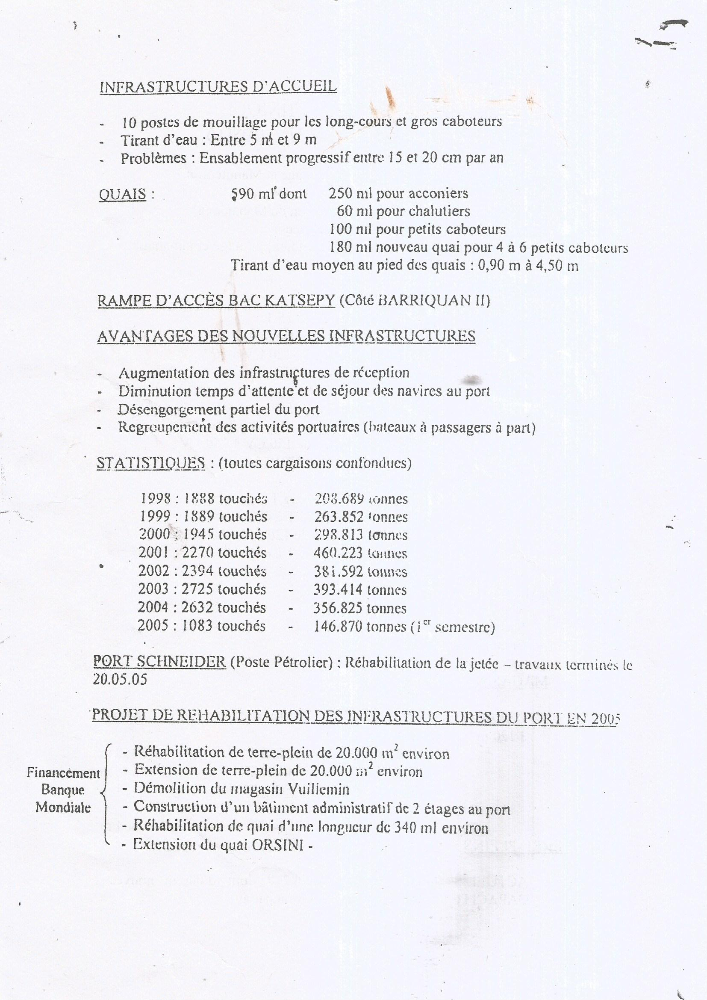 INFRASTRUCTURES D'ACCUEIL
- 10 postes de mouillage pour les long-cours et gros caboteurs
- Tirant d'eau : Entre 5 m et 9 m
- Problèmes : Ensablement progressif entre 15 et 20 cm par an
QUAIS : 590 ml dont 250 ml pour acconiers
60 ml pour chalutiers
100 ml pour petits caboteurs
180 ml nouveau quai pour 4 à 6 petits caboteurs
Tirant d'eau moyen au pied des quais : 0,90 m à 4,50 m
RAMPE D'ACCÈS BAC KATSEPY (Côté BARRIQUAN II)
AVANTAGES DES NOUVELLES INFRASTRUCTURES
- Augmentation des infrastructures de réception
- Diminution temps d'attente et de séjour des navires au port
- Désengorgement partiel du port
- Regroupement des activités portuaires (bateaux à passagers à part)
STATISTIQUES : (toutes cargaisons confondues)
1998 : 1888 touchés - 208.689 tonnes
1999 : 1889 touchés - 263.852 tonnes
2000 : 1945 touchés - 298.813 tonnes
2001 : 2270 touchés - 460.223 tonnes
2002 : 2394 touchés - 381.592 tonnes
2003 : 2725 touchés - 393.414 tonnes
2004 : 2632 touchés - 356.825 tonnes
2005 : 1083 touchés - 146.870 tonnes (1er semestre)
PORT SCHNEIDER (Poste Pétrolier) : Réhabilitation de la jetée – travaux terminés le
20.05.05
PROJET DE REHABILITATION DES INFRASTRUCTURES DU PORT EN 2005
Financement
Banque
Mondiale
- Réhabilitation de terre-plein de 20.000 m² environ
- Extension de terre-plein de 20.000 m² environ
- Démolition du magasin Vuillemin
- Construction d'un bâtiment administratif de 2 étages au port
- Réhabilitation de quai d'une longueur de 340 ml environ
- Extension du quai ORSINI -